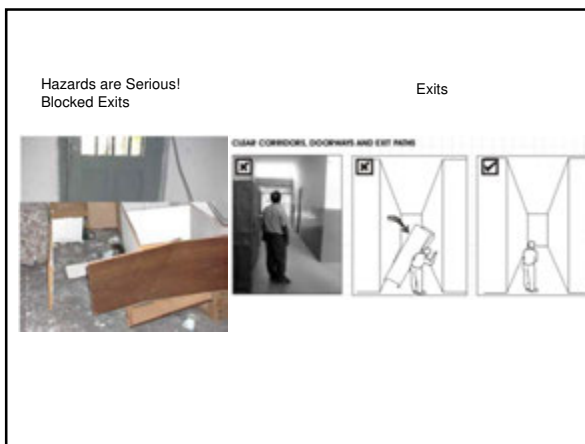 Hazards are Serious!
Blocked Exits
Exits
CLEAR CORRIDORS, DOORWAYS AND EXIT PATHS